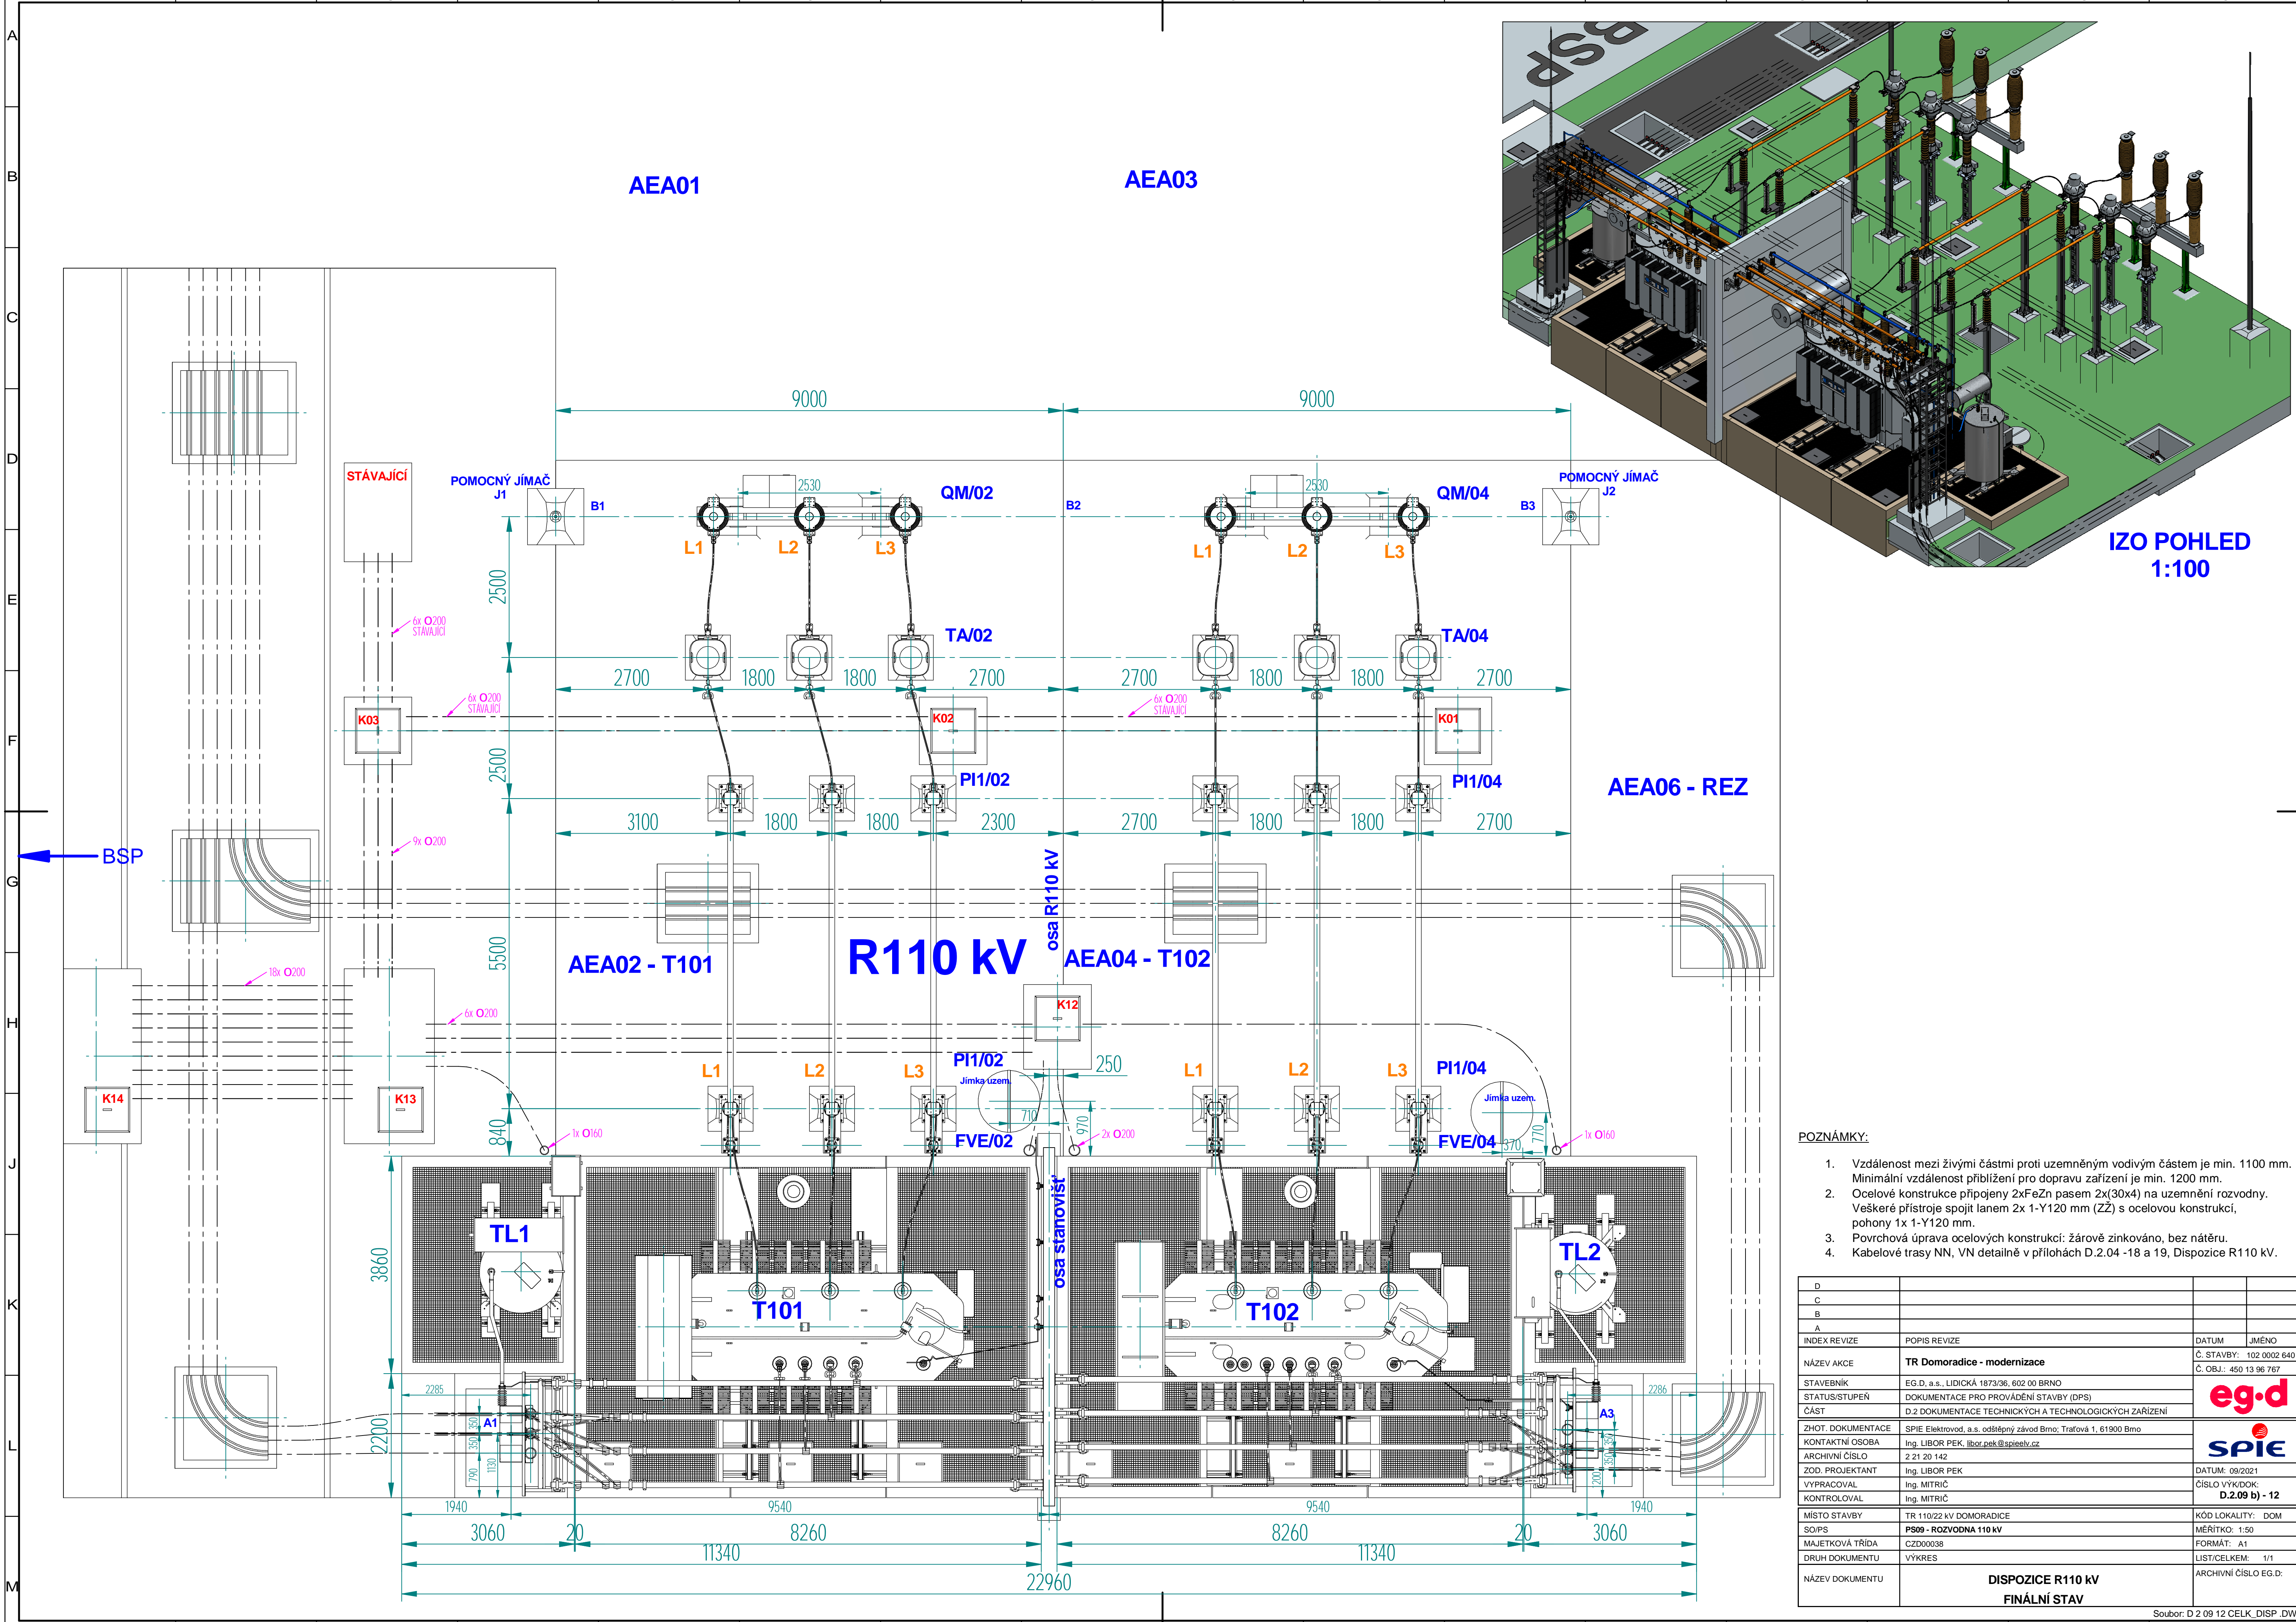 A
B
C
D
E
F
G
H
J
K
L
M
AEA01
AEA03
BSP
IZO POHLED
1:100
9000
9000
STÁVAJÍCÍ
POMOCNÝ JÍMAČ
J1
B1
2530
QM/02
B2
2530
QM/04
POMOCNÝ JÍMAČ
J2
B3
L1
L2
L3
L1
L2
L3
2500
6x O200
STÁVAJÍCÍ
TA/02
TA/04
2700
1800
1800
2700
2700
1800
1800
2700
6x O200
STÁVAJÍCÍ
6x O200
STÁVAJÍCÍ
K03
K02
K01
2500
PI1/02
PI1/04
AEA06 - REZ
3100
1800
1800
2300
2700
1800
1800
2700
9x O200
BSP
osa R110 kV
5500
AEA02 - T101
R110 kV
AEA04 - T102
18x O200
6x O200
K12
PI1/02
250
PI1/04
L1
L2
L3
L1
L2
L3
Jímka uzem.
Jímka uzem.
K14
K13
710
970
840
1x O160
FVE/02
2x O200
FVE/04
370
770
1x O160
TL1
osa stanovišť
TL2
3860
T101
T102
2285
2286
A1
A3
350
350
790
1130
2200
350
350
1200
1940
9540
9540
1940
3060
20
8260
8260
20
3060
11340
11340
22960
POZNÁMKY:
1. Vzdálenost mezi živými částmi proti uzemněným vodivým částem je min. 1100 mm.
Minimální vzdálenost přiblížení pro dopravu zařízení je min. 1200 mm.
2. Ocelové konstrukce připojeny 2xFeZn pasem 2x(30x4) na uzemnění rozvodny.
Veškeré přístroje spojit lanem 2x 1-Y120 mm (ZŽ) s ocelovou konstrukcí,
pohony 1x 1-Y120 mm.
3. Povrchová úprava ocelových konstrukcí: žárově zinkováno, bez nátěru.
4. Kabelové trasy NN, VN detailně v přílohách D.2.04 -18 a 19, Dispozice R110 kV.
D
C
B
A
INDEX REVIZE POPIS REVIZE DATUM JMÉNO
NÁZEV AKCE TR Domoradice - modernizace Č. STAVBY: 102 0002 640
Č. OBJ.: 450 13 96 767
STAVEBNÍK EG.D, a.s., LIDICKÁ 1873/36, 602 00 BRNO
STATUS/STUPEŇ DOKUMENTACE PRO PROVÁDĚNÍ STAVBY (DPS)
ČÁST D.2 DOKUMENTACE TECHNICKÝCH A TECHNOLOGICKÝCH ZAŘÍZENÍ
eg·d
ZHOT. DOKUMENTACE SPIE Elektrovod, a.s. odštěpný závod Brno; Traťová 1, 61900 Brno
KONTAKTNÍ OSOBA Ing. LIBOR PEK, libor.pek@spieelv.cz
ARCHIVNÍ ČÍSLO 2 21 20 142
SPIE
ZOD. PROJEKTANT Ing. LIBOR PEK DATUM: 09/2021
VYPRACOVAL Ing. MITRIČ ČÍSLO VÝK/DOK:
KONTROLOVAL Ing. MITRIČ D.2.09 b) - 12
MÍSTO STAVBY TR 110/22 kV DOMORADICE KÓD LOKALITY: DOM
SO/PS PS09 - ROZVODNA 110 kV MĚŘÍTKO: 1:50
MAJETKOVÁ TŘÍDA CZD00038 FORMÁT: A1
DRUH DOKUMENTU VÝKRES LIST/CELKEM: 1/1
NÁZEV DOKUMENTU DISPOZICE R110 kV ARCHIVNÍ ČÍSLO EG.D:
FINÁLNÍ STAV
Soubor: D 2 09 12 CELK_DISP .DW